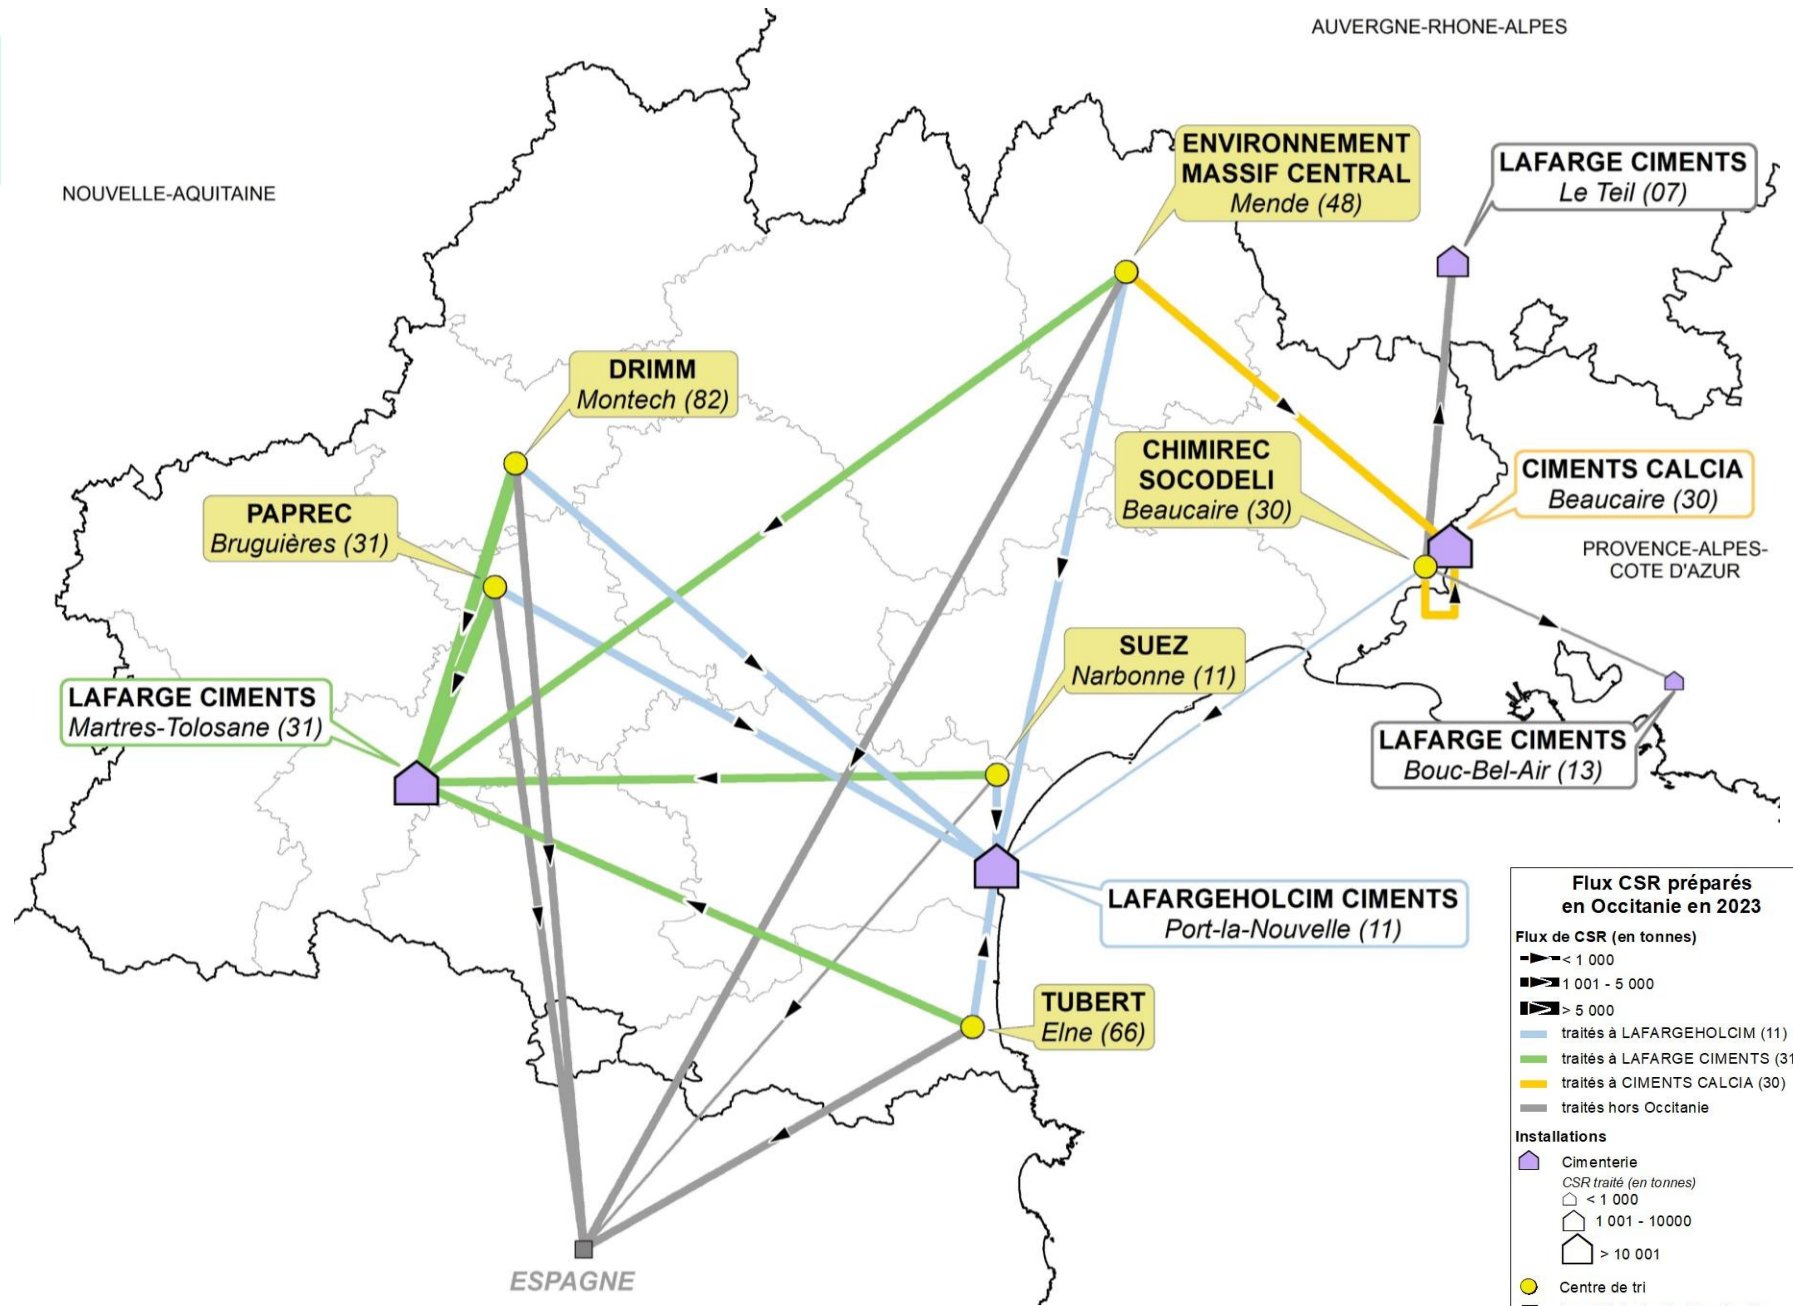 AUVERGNE-RHONE-ALPES
NOUVELLE-AQUITAINE
ENVIRONNEMENT
MASSIF CENTRAL
Mende (48)
LAFARGE CIMENTS
Le Teil (07)
DRIMM
Montech (82)
CHIMIREC
SOCODELI
Beaucaire (30)
CIMENTS CALCIA
Beaucaire (30)
PAPREC
Bruguières (31)
PROVENCE-ALPES-
COTE D'AZUR
SUEZ
Narbonne (11)
LAFARGE CIMENTS
Martres-Tolosane (31)
LAFARGE CIMENTS
Bouc-Bel-Air (13)
LAFARGEHOLCIM CIMENTS
Port-la-Nouvelle (11)
TUBERT
Elne (66)
ESPAGNE
Flux CSR préparés
en Occitanie en 2023
Flux de CSR (en tonnes)
< 1 000
1 001 - 5 000
> 5 000
traités à LAFARGEHOLCIM (11)
traités à LAFARGE CIMENTS (31
traités à CIMENTS CALCIA (30)
traités hors Occitanie
Installations
Cimenterie
CSR traité (en tonnes)
< 1 000
1 001 - 10000
> 10 001
Centre de tri